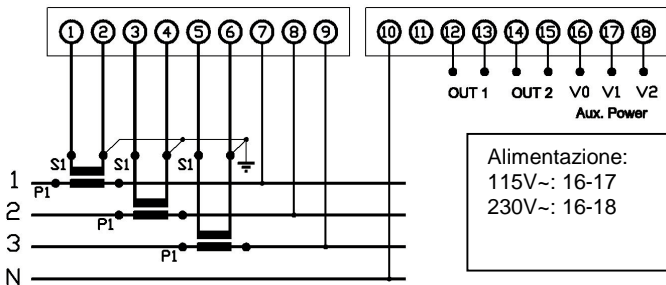 1 2 3 4 5 6 7 8 9 10 11 12 13 14 15 16 17 18
OUT 1 OUT 2 V0 V1 V2
Aux. Power
S1 S1 S1
1
P1
2
P1
3
P1
N
Alimentazione:
115V~: 16-17
230V~: 16-18